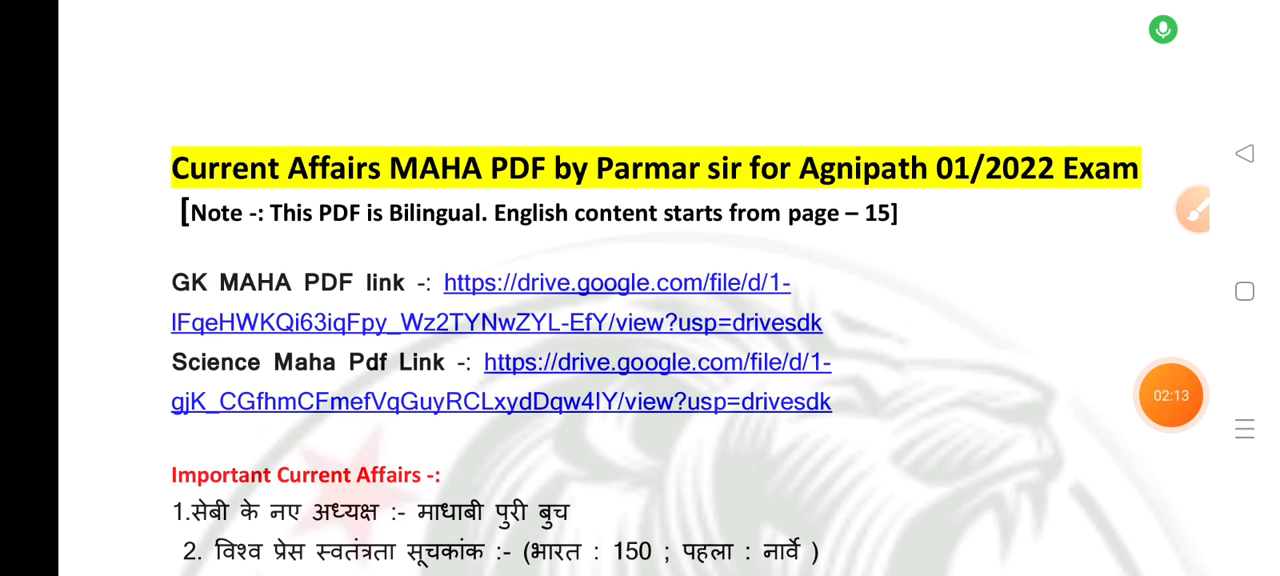 Current Affairs MAHA PDF by Parmar sir for Agnipath 01/2022 Exam
[Note -: This PDF is Bilingual. English content starts from page – 15]
GK MAHA PDF link -: https://drive.google.com/file/d/1-
lFqeHWKQi63iqFpy_Wz2TYNwZYL-EfY/view?usp=drivesdk
Science Maha Pdf Link -: https://drive.google.com/file/d/1-
gjK_CGfhmCFmefVqGuyRCLxydDqw4IY/view?usp=drivesdk
02:13
Important Current Affairs -:
1.सेबी के नए अध्यक्ष :- माधाबी पुरी बुच
2. विश्व प्रेस स्वतंत्रता सूचकांक :- (भारत : 150 ; पहला : नार्वे )